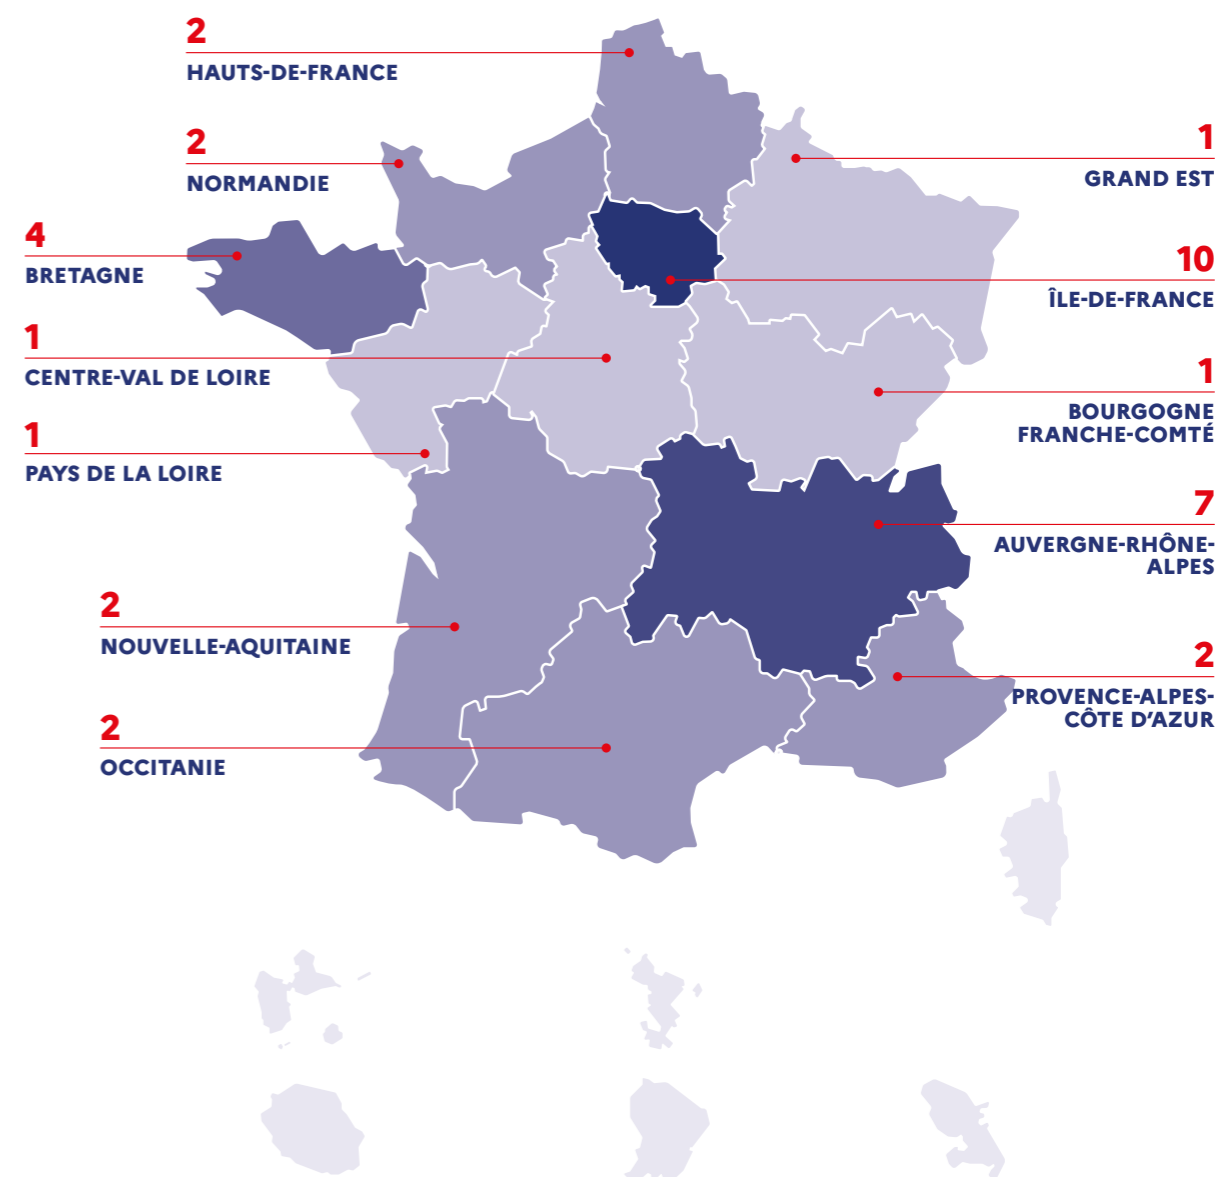 2
HAUTS-DE-FRANCE
2
NORMANDIE
4
BRETAGNE
1
CENTRE-VAL DE LOIRE
1
PAYS DE LA LOIRE
2
NOUVELLE-AQUITAINE
2
OCCITANIE
1
GRAND EST
10
ÎLE-DE-FRANCE
1
BOURGOGNE
FRANCHE-COMTÉ
7
AUVERGNE-RHÔNE-
ALPES
2
PROVENCE-ALPES-
CÔTE D’AZUR